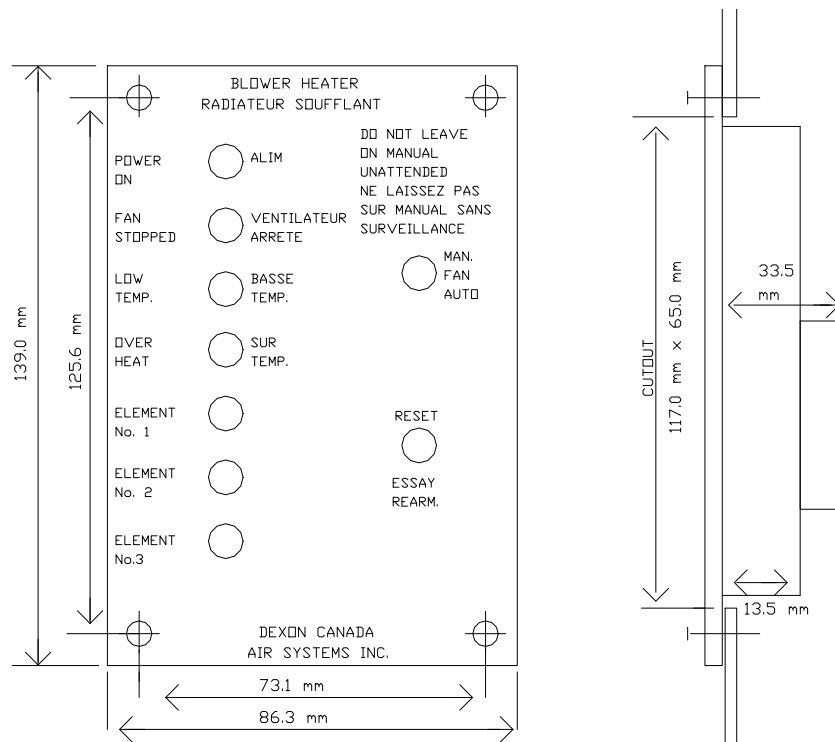 BLOWER HEATER
RADIATEUR SOUFFLANT
DO NOT LEAVE
ON MANUAL
UNATTENDED
NE LAISSEZ PAS
SUR MANUAL SANS
SURVEILLANCE
POWER
ON
ALIM
FAN
STOPPED
VENTILATEUR
ARRETE
MAN.
FAN
AUTO
LOW
TEMP.
BASSE
TEMP.
OVER
HEAT
SUR
TEMP.
ELEMENT
No. 1
RESET
ESSAY
REARM.
ELEMENT
No. 2
ELEMENT
No.3
DEXON CANADA
AIR SYSTEMS INC.
139.0 mm
125.6 mm
73.1 mm
86.3 mm
CUTOUT
117.0 mm x 65.0 mm
33.5
mm
13.5 mm